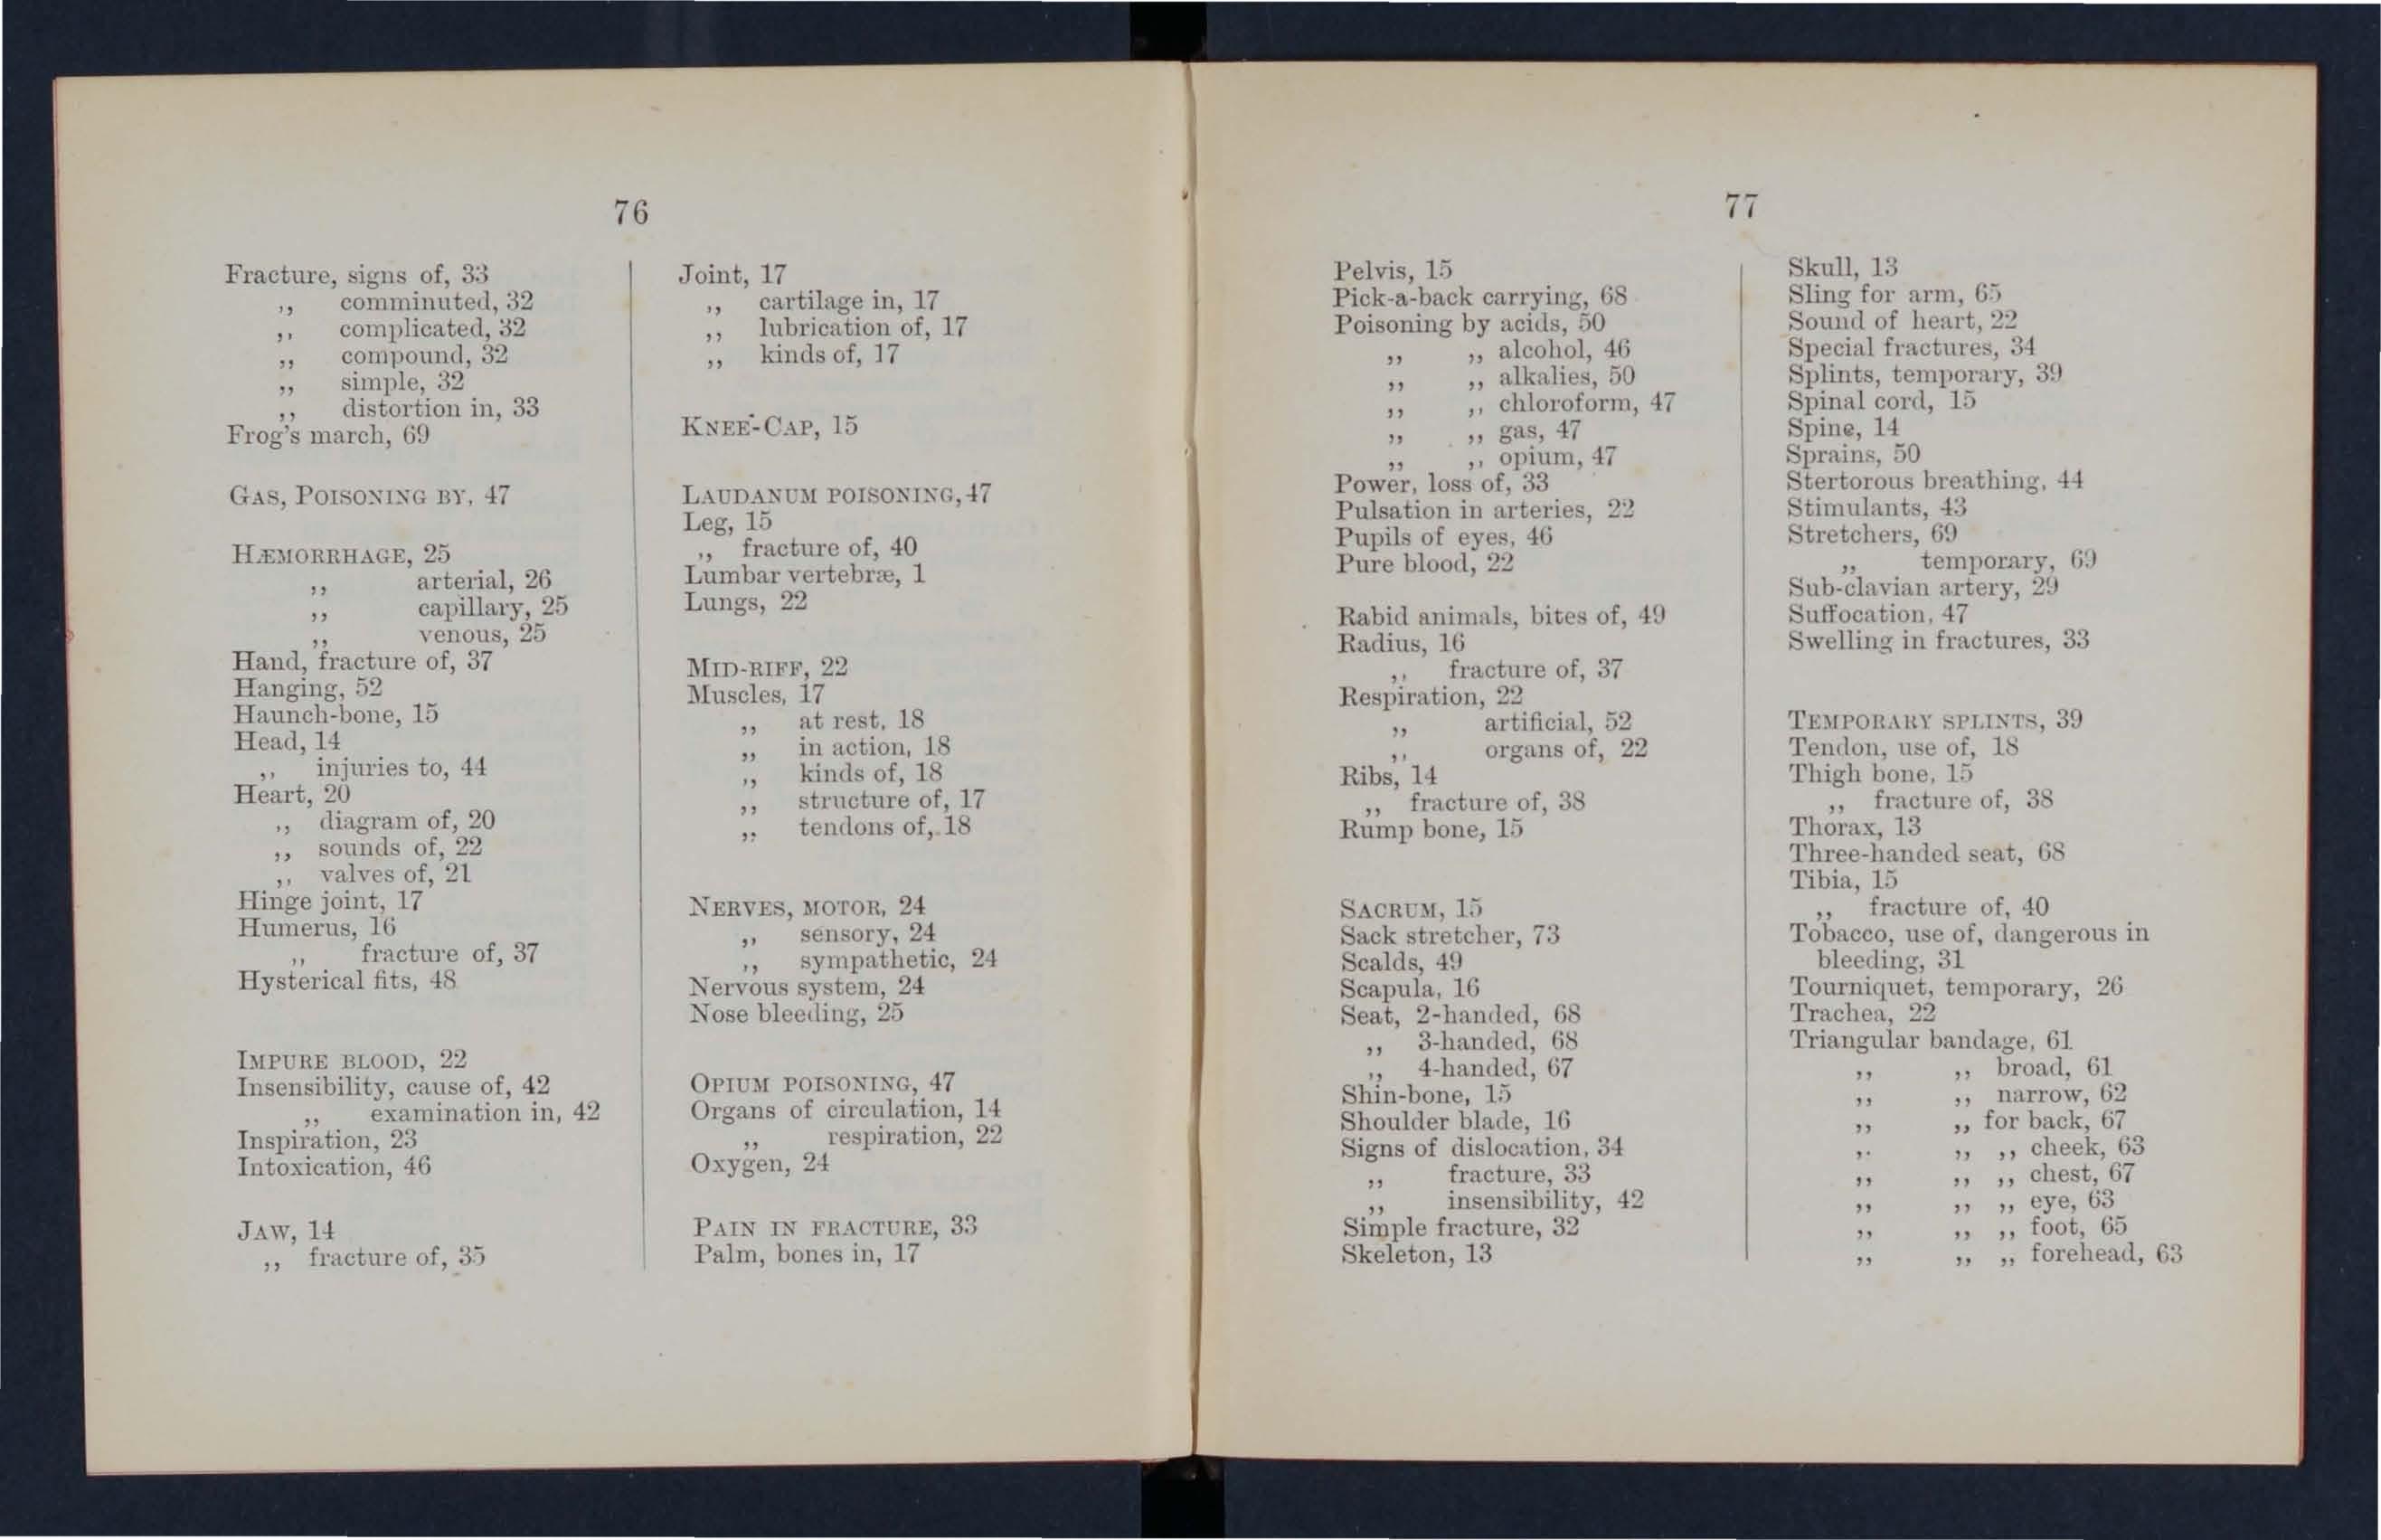 76
Fracture, signs of, 33
,, comminuted, 32
,, complicated, 32
,, compound, 32
,, simple, 32
,, distortion in, 33
Frog's march, 69
GAS, POISONING BY, 47
HÆMORRHAGE, 25
,, arterial, 26
,, capillary, 25
,, venous, 25
Hand, fracture of, 37
Hanging, 52
Haunch-bone, 15
Head, 14
,, injuries to, 44
Heart, 20
,, diagram of, 20
,, sounds of, 22
,, valves of, 21
Hinge joint, 17
Humerus, 16
,, fracture of, 37
Hysterical fits, 48
IMPURE BLOOD, 22
Insensibility, cause of, 42
,, examination in, 42
Inspiration, 23
Intoxication, 46
JAW, 14
,, fracture of, 35
Joint, 17
,, cartilage in, 17
,, lubrication of, 17
,, kinds of, 17
KNEE-CAP, 15
LAUDANUM POISONING, 47
Leg, 15
,, fracture of, 40
Lumbar vertebræ, 1
Lungs, 22
MID-RIFF, 22
Muscles, 17
,, at rest, 18
,, in action, 18
,, kinds of, 18
,, structure of, 17
,, tendons of, 18
NERVES, MOTOR, 24
,, sensory, 24
,, sympathetic, 24
Nervous system, 24
Nose bleeding, 25
OPIUM POISONING, 47
Organs of circulation, 14
,, respiration, 22
Oxygen, 24
PAIN IN FRACTURE, 33
Palm, bones in, 17
77
Pelvis, 15
Pick-a-back carrying, 68
Poisoning by acids, 50
,, ,, alcohol, 46
,, ,, alkalies, 50
,, ,, chloroform, 47
,, ,, gas, 47
,, ,, opium, 47
Power, loss of, 33
Pulsation in arteries, 22
Pupils of eyes, 46
Pure blood, 22
Rabid animals, bites of, 49
Radius, 16
,, fracture of, 37
Respiration, 22
,, artificial, 52
,, organs of, 22
Ribs, 14
,, fracture of, 38
Rump bone, 15
SACRUM, 15
Sack stretcher, 73
Scalds, 49
Scapula, 16
Seat, 2-handed, 68
,, 3-handed, 68
,, 4-handed, 67
Shin-bone, 15
Shoulder blade, 16
Signs of dislocation, 34
,, fracture, 33
,, insensibility, 42
Simple fracture, 32
Skeleton, 13
Skull, 13
Sling for arm, 65
Sound of heart, 22
Special fractures, 34
Splints, temporary, 39
Spinal cord, 15
Spine, 14
Sprains, 50
Stertorous breathing, 44
Stimulants, 43
Stretchers, 69
,, temporary, 69
Sub-clavian artery, 29
Suffocation, 47
Swelling in fractures, 33
TEMPORARY SPLINTS, 39
Tendon, use of, 18
Thigh bone, 15
,, fracture of, 38
Thorax, 13
Three-handed seat, 68
Tibia, 15
,, fracture of, 40
Tobacco, use of, dangerous in
bleeding, 31
Tourniquet, temporary, 26
Trachea, 22
Triangular bandage, 61
,, ,, broad, 61
,, ,, narrow, 62
,, ,, for back, 67
,, ,, ,, cheek, 63
,, ,, ,, chest, 67
,, ,, ,, eye, 63
,, ,, ,, foot, 65
,, ,, ,, forehead, 63